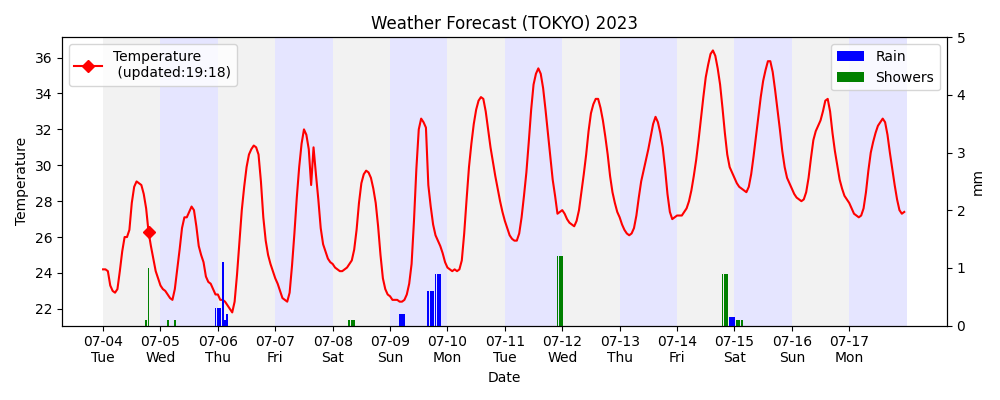 Weather Forecast (TOKYO) 2023
Temperature
(updated:19:18)
Rain
Showers
Temperature
36
34
32
30
28
26
24
22
5
4
3
2
1
0
mm
07-04 07-05 07-06 07-07 07-08 07-09 07-10 07-11 07-12 07-13 07-14 07-15 07-16 07-17
Tue Wed Thu Fri Sat Sun Mon Tue Wed Thu Fri Sat Sun Mon
Date